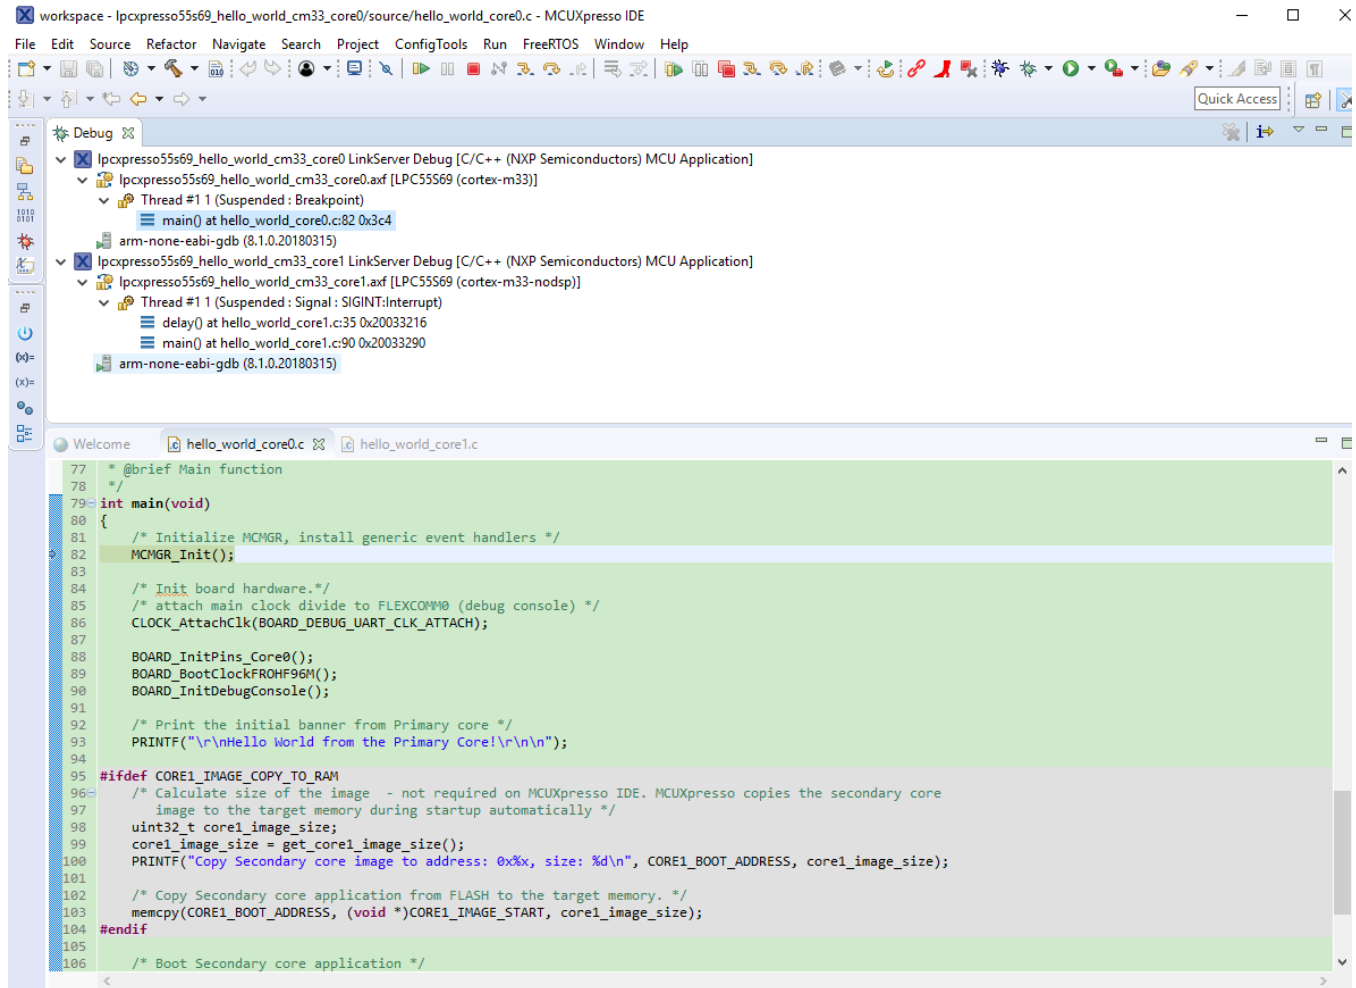 workspace - lpcxpresso55s69_hello_world_cm33_core0/source/hello_world_core0.c - MCUXpresso IDE
File Edit Source Refactor Navigate Search Project ConfigTools Run FreeRTOS Window Help
Quick Access
Debug
lpcxpresso55s69_hello_world_cm33_core0 LinkServer Debug [C/C++ (NXP Semiconductors) MCU Application]
lpcxpresso55s69_hello_world_cm33_core0.axf [LPC55S69 (cortex-m33)]
Thread #1 1 (Suspended : Breakpoint)
main() at hello_world_core0.c:82 0x3c4
arm-none-eabi-gdb (8.1.0.20180315)
lpcxpresso55s69_hello_world_cm33_core1 LinkServer Debug [C/C++ (NXP Semiconductors) MCU Application]
lpcxpresso55s69_hello_world_cm33_core1.axf [LPC55S69 (cortex-m33-nodsp)]
Thread #1 1 (Suspended : Signal : SIGINT:Interrupt)
delay() at hello_world_core1.c:35 0x20033216
main() at hello_world_core1.c:90 0x20033290
arm-none-eabi-gdb (8.1.0.20180315)
Welcome hello_world_core0.c hello_world_core1.c
77 * @brief Main function
78 */
79 int main(void)
80 {
81 /* Initialize MCMGR, install generic event handlers */
82 MCMGR_Init();
83
84 /* Init board hardware.*/
85 /* attach main clock divide to FLEXCOMM0 (debug console) */
86 CLOCK_AttachClk(BOARD_DEBUG_UART_CLK_ATTACH);
87
88 BOARD_InitPins_Core0();
89 BOARD_BootClockFROHF96M();
90 BOARD_InitDebugConsole();
91
92 /* Print the initial banner from Primary core */
93 PRINTF("\r\nHello World from the Primary Core!\r\n\n");
94
95 #ifdef CORE1_IMAGE_COPY_TO_RAM
96 /* Calculate size of the image - not required on MCUXpresso IDE. MCUXpresso copies the secondary core
97 image to the target memory during startup automatically */
98 uint32_t core1_image_size;
99 core1_image_size = get_core1_image_size();
100 PRINTF("Copy Secondary core image to address: 0x%x, size: %d\n", CORE1_BOOT_ADDRESS, core1_image_size);
101
102 /* Copy Secondary core application from FLASH to the target memory. */
103 memcpy(CORE1_BOOT_ADDRESS, (void *)CORE1_IMAGE_START, core1_image_size);
104 #endif
105
106 /* Boot Secondary core application */